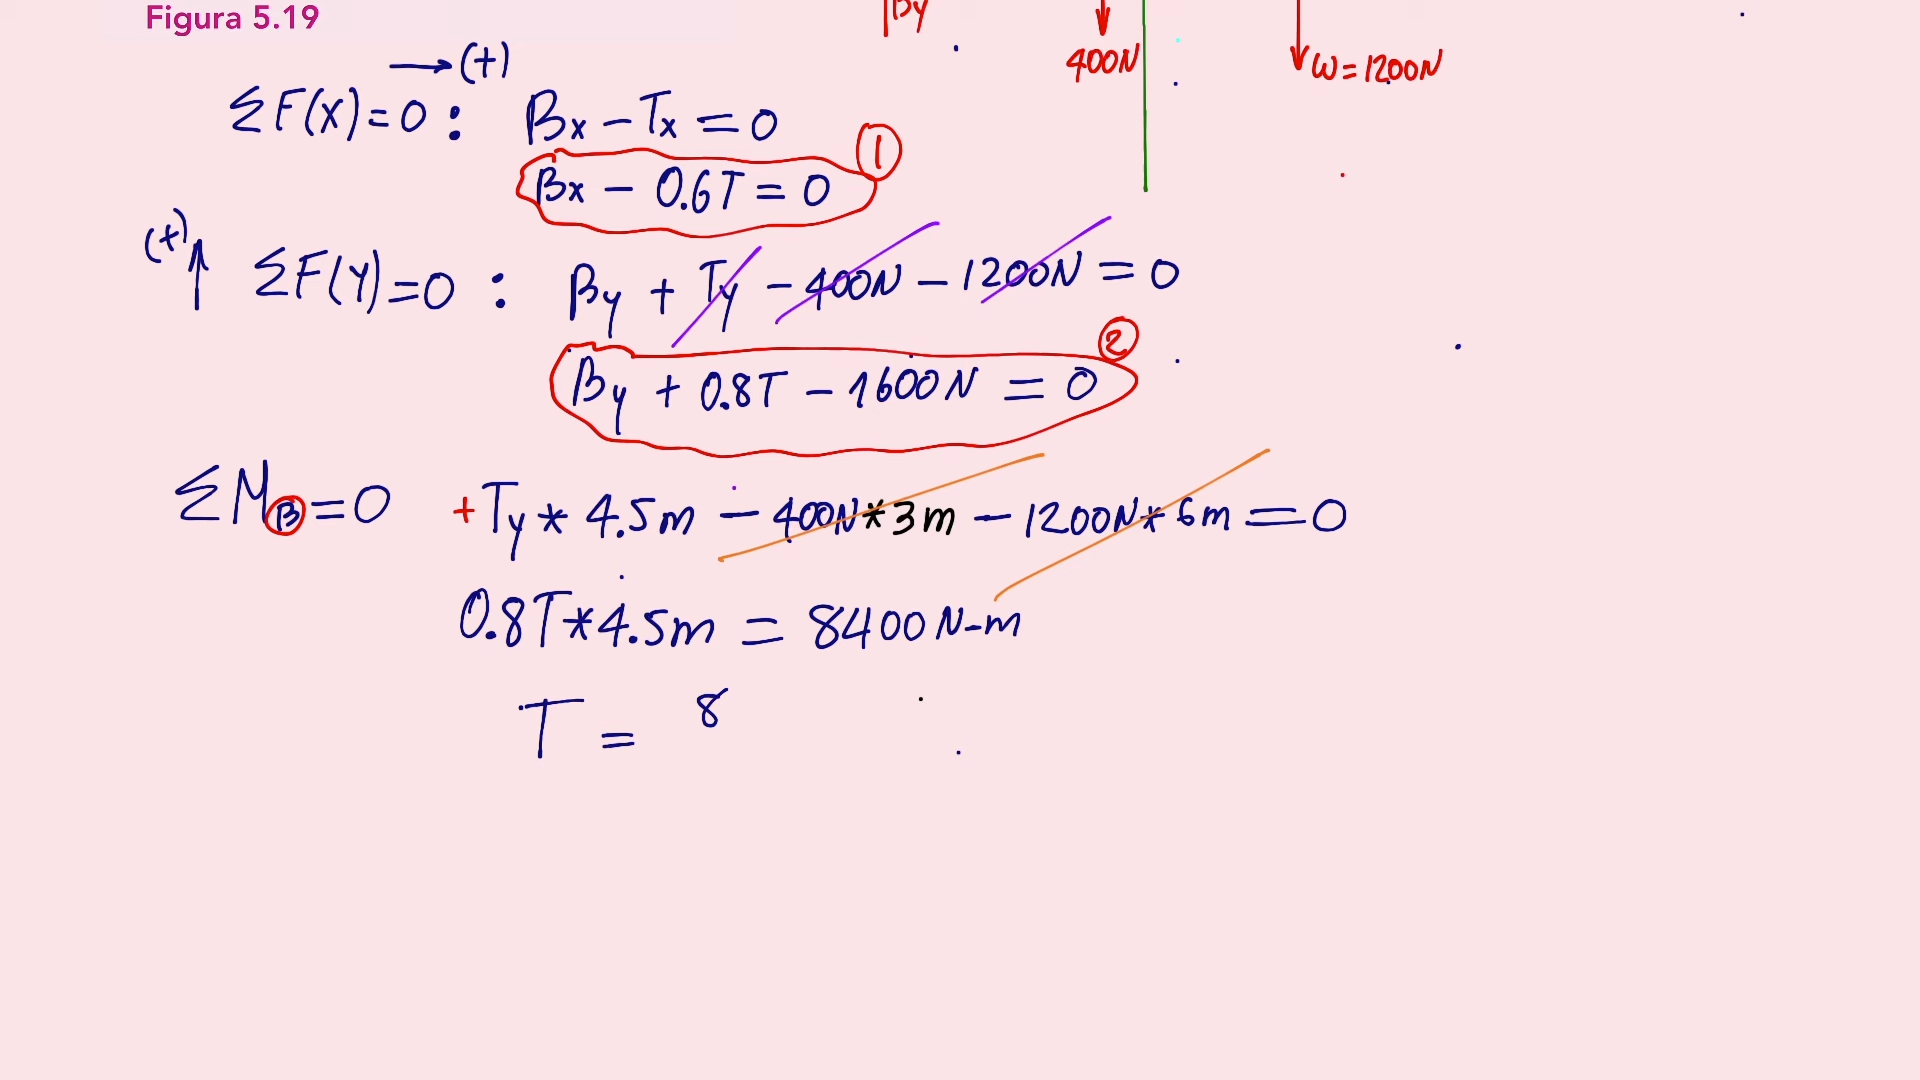 Figura 5.19
By
400N
W=1200N
→(+)
ΣF(X)=0: Bx-Tx=0
Bx - 0.6T = 0 ①
(+)↑ ΣF(Y)=0: By + Ty - 400N - 1200N = 0
By + 0.8T - 1600N = 0 ②
ΣMB=0 +Ty * 4.5m - 400N*3m - 1200N * 6m = 0
0.8T*4.5m = 8400N-m
T = 8